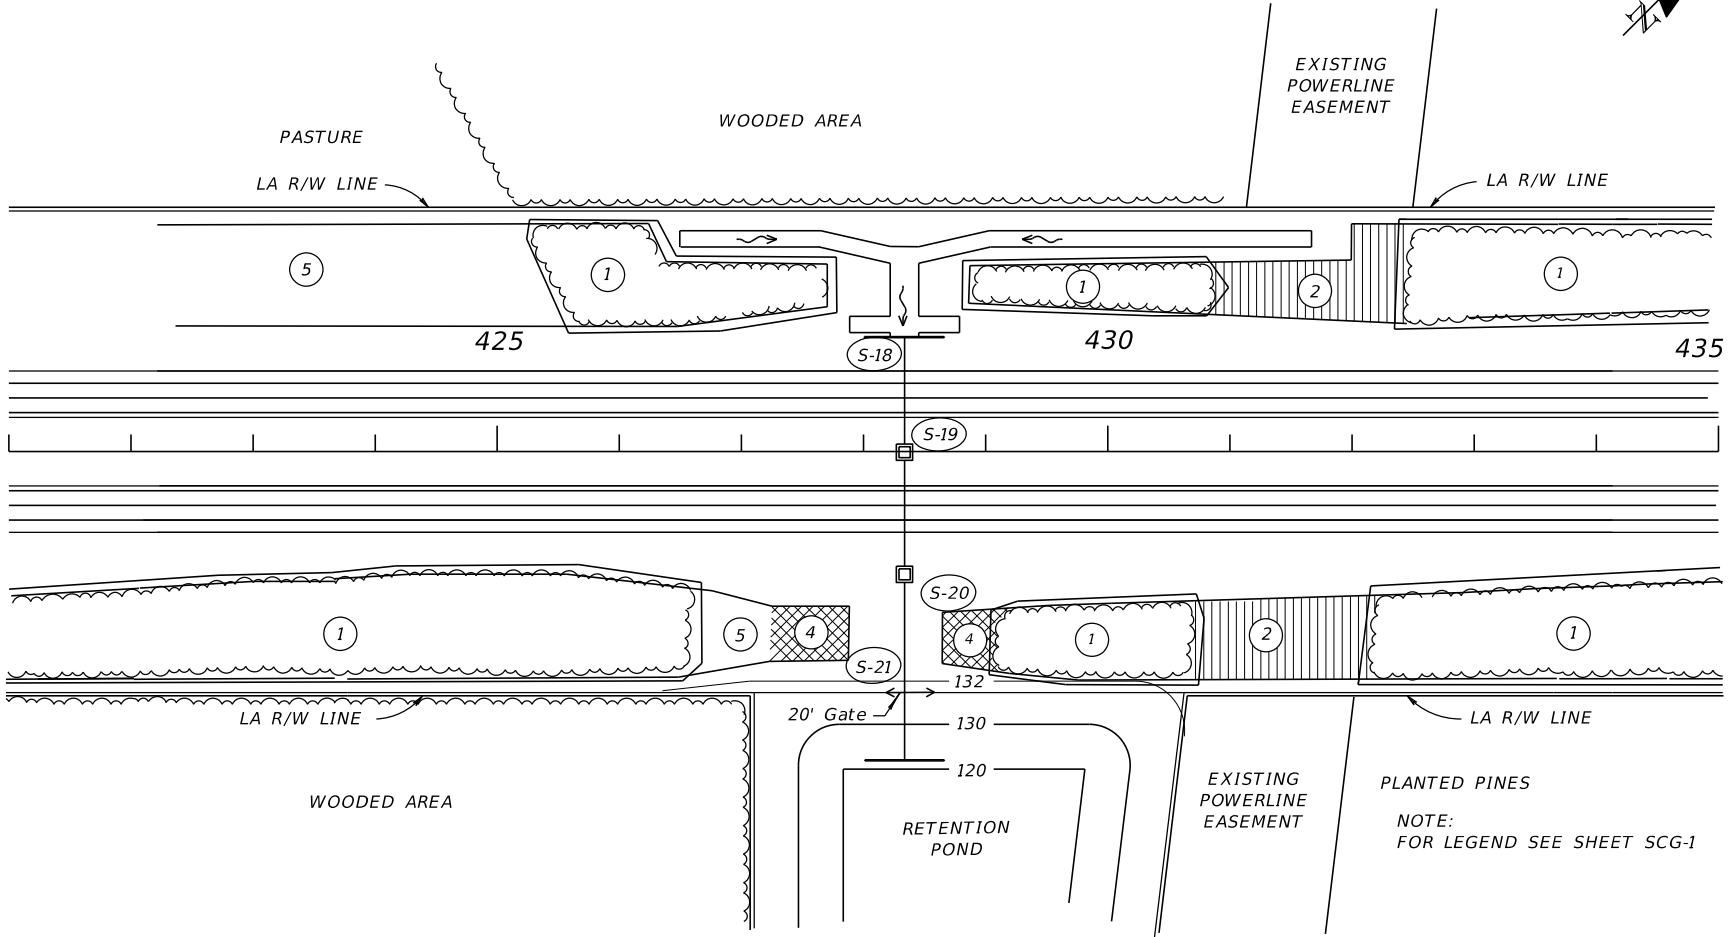 N
EXISTING
POWERLINE
EASEMENT
WOODED AREA
PASTURE
LA R/W LINE
LA R/W LINE
5
1
1
2
1
425
430
435
S-18
S-19
S-20
1
5
4
4
1
2
1
S-21
132
LA R/W LINE
20' Gate
130
LA R/W LINE
120
WOODED AREA
RETENTION
POND
EXISTING
POWERLINE
EASEMENT
PLANTED PINES
NOTE:
FOR LEGEND SEE SHEET SCG-1